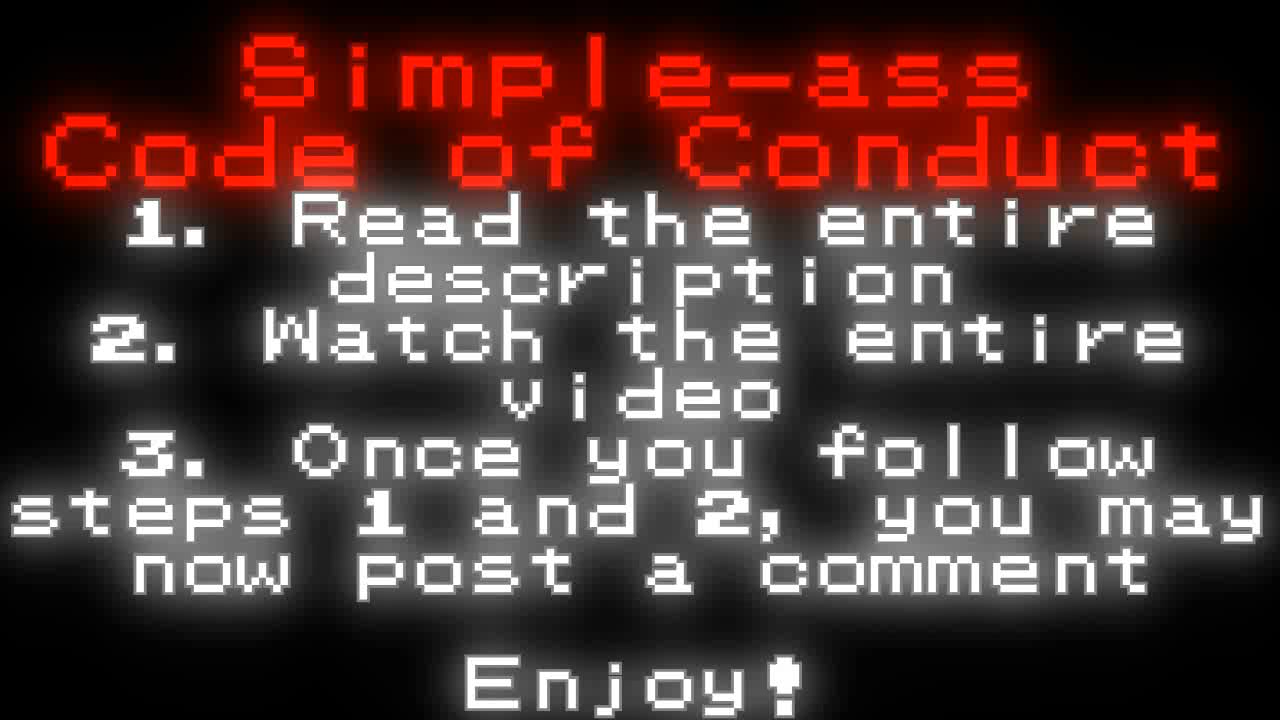 Simple-ass
Code of Conduct
1. Read the entire
description
2. Watch the entire
video
3. Once you follow
steps 1 and 2, you may
now post a comment
Enjoy!